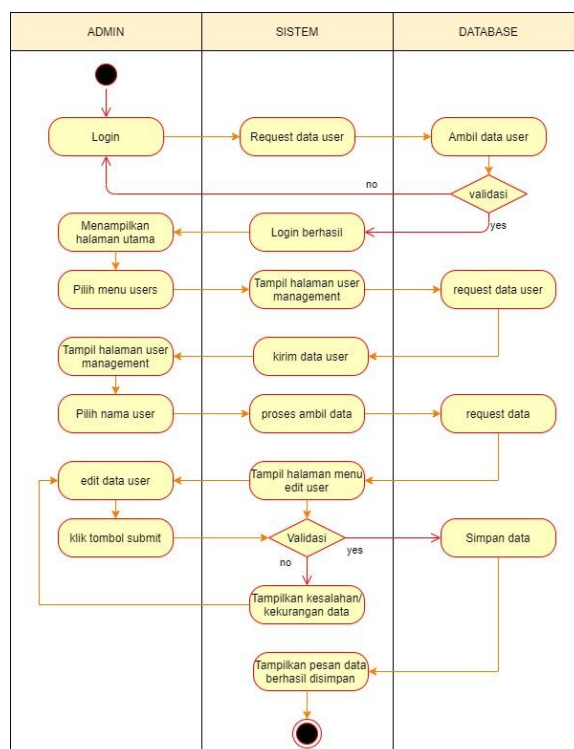 ADMIN
SISTEM
DATABASE
Login
Request data user
Ambil data user
no
validasi
yes
Menampilkan
halaman utama
Login berhasil
Pilih menu users
Tampil halaman user
management
request data user
Tampil halaman user
management
kirim data user
Pilih nama user
proses ambil data
request data
edit data user
Tampil halaman menu
edit user
klik tombol submit
Validasi
yes
Simpan data
no
Tampilkan kesalahan/
kekurangan data
Tampilkan pesan data
berhasil disimpan